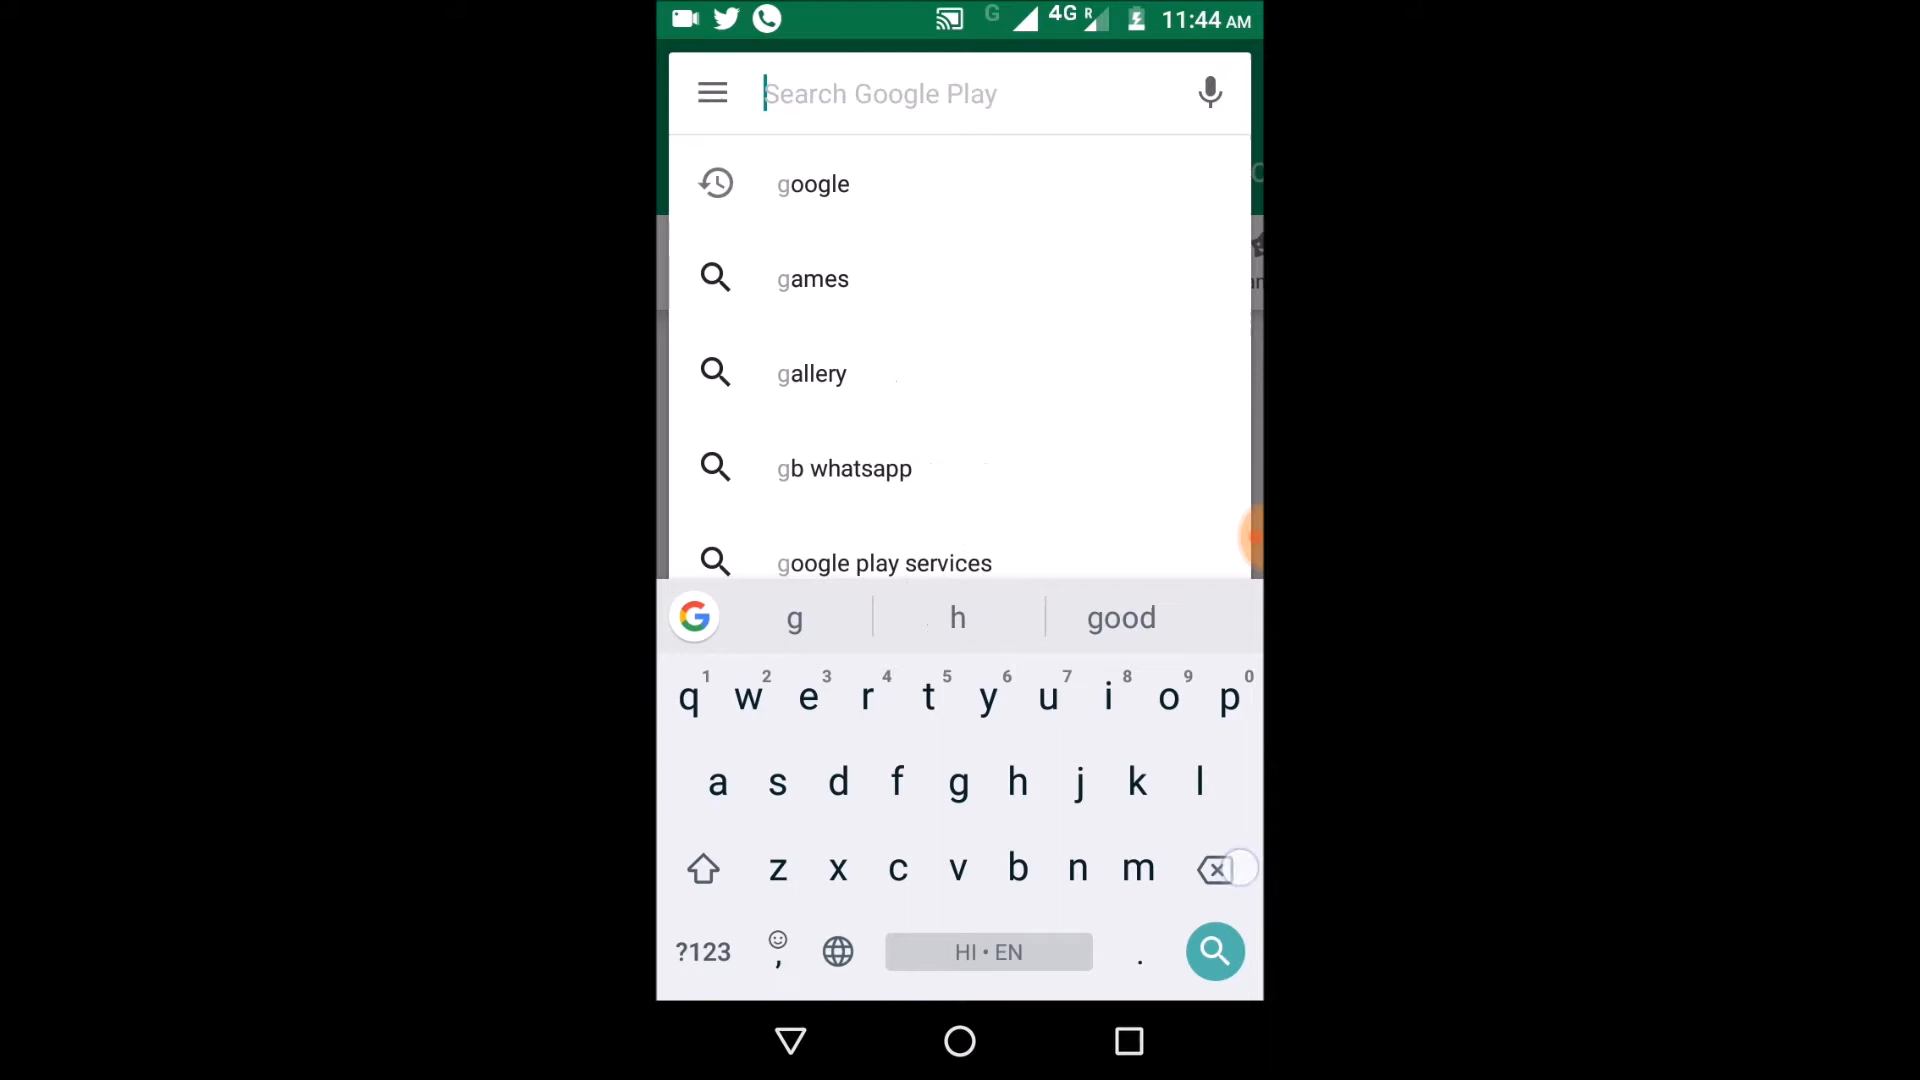 G 4G R 11:44 AM
Search Google Play
google
games
gallery
gb whatsapp
google play services
G g h good
1 2 3 4 5 6 7 8 9 0
q w e r t y u i o p
a s d f g h j k l
z x c v b n m
?123 , HI • EN .